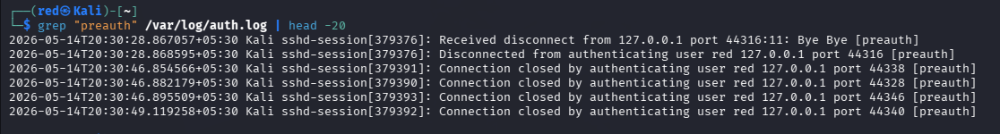 ┌──(red㉿Kali)-[~]
└─$ grep "preauth" /var/log/auth.log | head -20
2026-05-14T20:30:28.867057+05:30 Kali sshd-session[379376]: Received disconnect from 127.0.0.1 port 44316:11: Bye Bye [preauth]
2026-05-14T20:30:28.868595+05:30 Kali sshd-session[379376]: Disconnected from authenticating user red 127.0.0.1 port 44316 [preauth]
2026-05-14T20:30:46.854566+05:30 Kali sshd-session[379391]: Connection closed by authenticating user red 127.0.0.1 port 44338 [preauth]
2026-05-14T20:30:46.882179+05:30 Kali sshd-session[379390]: Connection closed by authenticating user red 127.0.0.1 port 44328 [preauth]
2026-05-14T20:30:46.895509+05:30 Kali sshd-session[379393]: Connection closed by authenticating user red 127.0.0.1 port 44346 [preauth]
2026-05-14T20:30:49.119258+05:30 Kali sshd-session[379392]: Connection closed by authenticating user red 127.0.0.1 port 44340 [preauth]